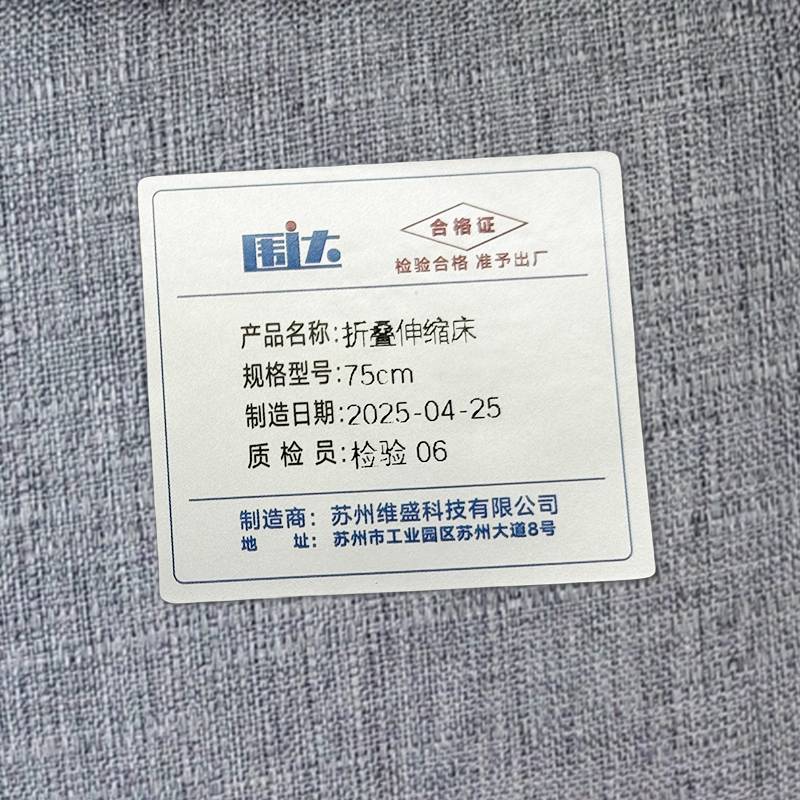 围达
合格证
检验合格 准予出厂
产品名称:折叠伸缩床
规格型号:75cm
制造日期:2025-04-25
质 检 员:检验 06
制造商：苏州维盛科技有限公司
地 址：苏州市工业园区苏州大道8号